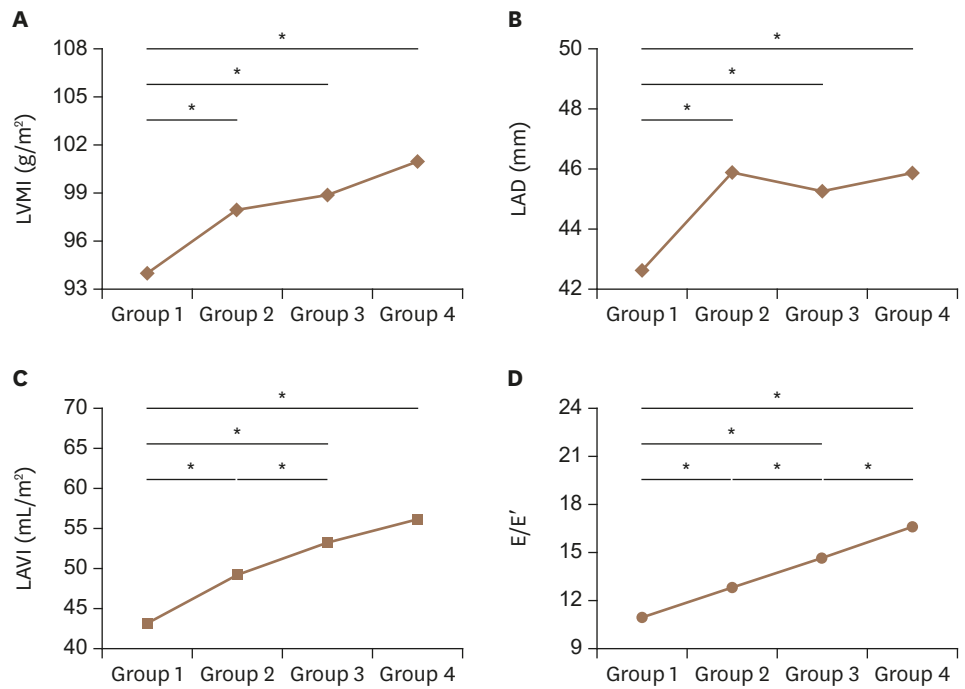 A
LVMI (g/m²)
108
105
102
99
96
93
*
*
*
Group 1 Group 2 Group 3 Group 4
B
LAD (mm)
50
48
46
44
42
*
*
*
Group 1 Group 2 Group 3 Group 4
C
LAVI (mL/m²)
70
65
60
55
50
45
40
*
*
* *
Group 1 Group 2 Group 3 Group 4
D
E/E′
24
21
18
15
12
9
*
*
* * *
Group 1 Group 2 Group 3 Group 4